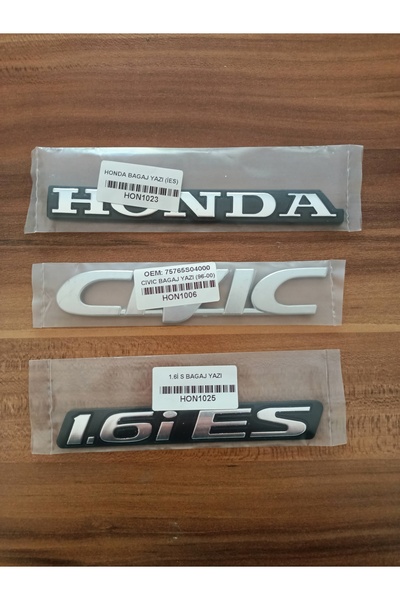 HONDA BAGAJ YAZI (iES)
HON1023
HONDA
OEM: 75765S04000
CIVIC BAGAJ YAZI (96-00)
HON1006
CIVIC
1.6İ S BAGAJ YAZI
HON1025
1.6i ES